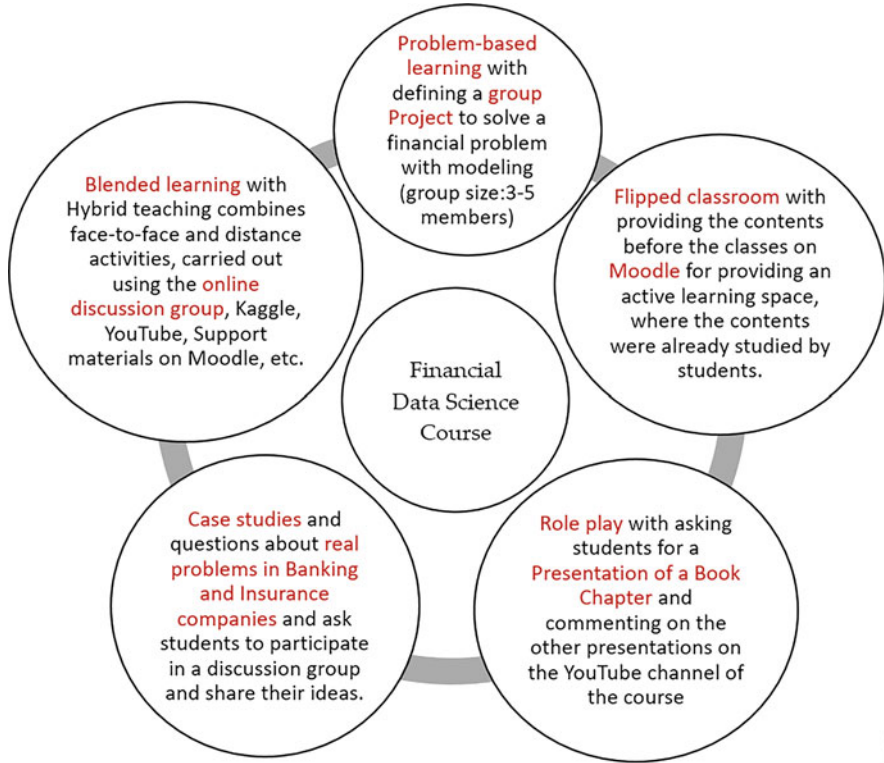 Problem-based
learning with
defining a group
Project to solve a
financial problem
with modeling
(group size:3-5
members)
Flipped classroom with
providing the contents
before the classes on
Moodle for providing an
active learning space,
where the contents
were already studied by
students.
Role play with asking
students for a
Presentation of a Book
Chapter and
commenting on the
other presentations on
the YouTube channel of
the course
Case studies and
questions about real
problems in Banking
and Insurance
companies and ask
students to participate
in a discussion group
and share their ideas.
Blended learning with
Hybrid teaching combines
face-to-face and distance
activities, carried out
using the online
discussion group, Kaggle,
YouTube, Support
materials on Moodle, etc.
Financial
Data Science
Course